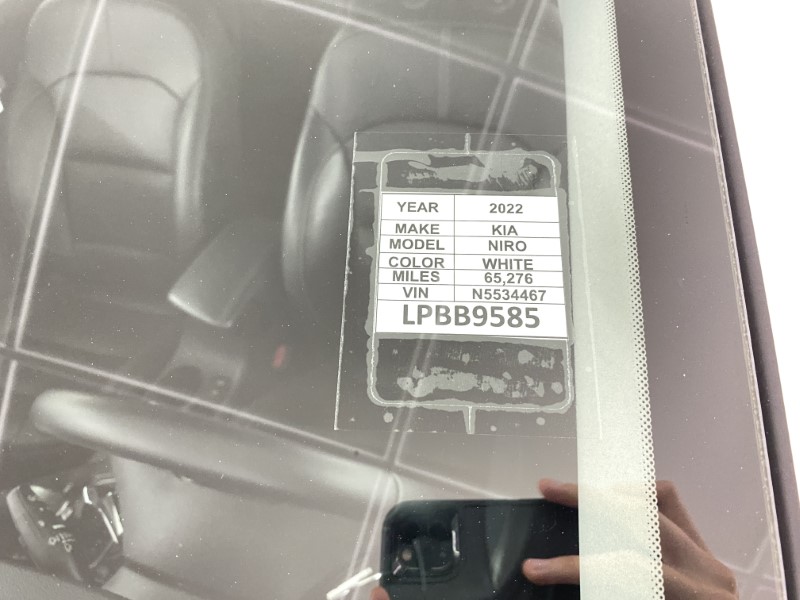 YEAR 2022
MAKE KIA
MODEL NIRO
COLOR WHITE
MILES 65,276
VIN N5534467
LPBB9585